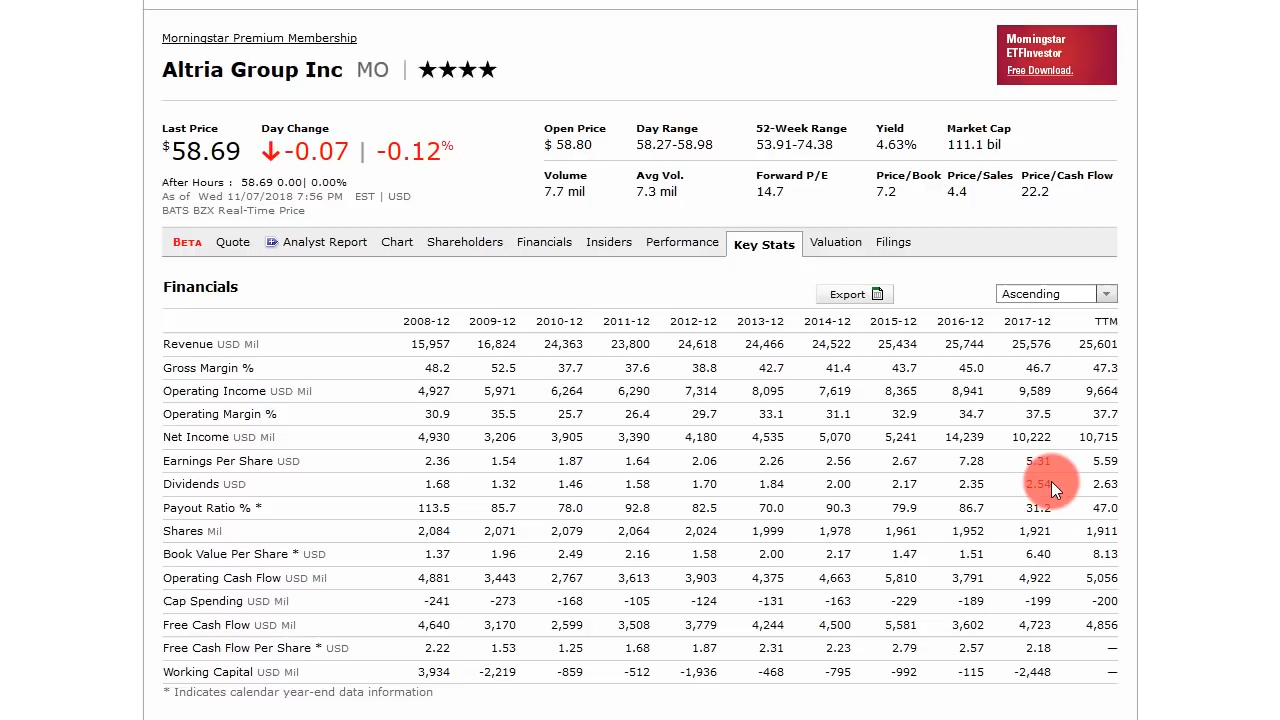 Morningstar Premium Membership
Altria Group Inc MO | ★★★★
Morningstar
ETFInvestor
Free Download.
Last Price Day Change
$58.69 -0.07 | -0.12%
After Hours : 58.69 0.00| 0.00%
As of Wed 11/07/2018 7:56 PM EST | USD
BATS BZX Real-Time Price
Open Price Day Range 52-Week Range Yield Market Cap
$ 58.80 58.27-58.98 53.91-74.38 4.63% 111.1 bil
Volume Avg Vol. Forward P/E Price/Book Price/Sales Price/Cash Flow
7.7 mil 7.3 mil 14.7 7.2 4.4 22.2
BETA Quote Analyst Report Chart Shareholders Financials Insiders Performance Key Stats Valuation Filings
Financials
Export Ascending
2008-12 2009-12 2010-12 2011-12 2012-12 2013-12 2014-12 2015-12 2016-12 2017-12 TTM
Revenue USD Mil 15,957 16,824 24,363 23,800 24,618 24,466 24,522 25,434 25,744 25,576 25,601
Gross Margin % 48.2 52.5 37.7 37.6 38.8 42.7 41.4 43.7 45.0 46.7 47.3
Operating Income USD Mil 4,927 5,971 6,264 6,290 7,314 8,095 7,619 8,365 8,941 9,589 9,664
Operating Margin % 30.9 35.5 25.7 26.4 29.7 33.1 31.1 32.9 34.7 37.5 37.7
Net Income USD Mil 4,930 3,206 3,905 3,390 4,180 4,535 5,070 5,241 14,239 10,222 10,715
Earnings Per Share USD 2.36 1.54 1.87 1.64 2.06 2.26 2.56 2.67 7.28 5.31 5.59
Dividends USD 1.68 1.32 1.46 1.58 1.70 1.84 2.00 2.17 2.35 2.54 2.63
Payout Ratio % * 113.5 85.7 78.0 92.8 82.5 70.0 90.3 79.9 86.7 31.2 47.0
Shares Mil 2,084 2,071 2,079 2,064 2,024 1,999 1,978 1,961 1,952 1,921 1,911
Book Value Per Share * USD 1.37 1.96 2.49 2.16 1.58 2.00 2.17 1.47 1.51 6.40 8.13
Operating Cash Flow USD Mil 4,881 3,443 2,767 3,613 3,903 4,375 4,663 5,810 3,791 4,922 5,056
Cap Spending USD Mil -241 -273 -168 -105 -124 -131 -163 -229 -189 -199 -200
Free Cash Flow USD Mil 4,640 3,170 2,599 3,508 3,779 4,244 4,500 5,581 3,602 4,723 4,856
Free Cash Flow Per Share * USD 2.22 1.53 1.25 1.68 1.87 2.31 2.23 2.79 2.57 2.18 —
Working Capital USD Mil 3,934 -2,219 -859 -512 -1,936 -468 -795 -992 -115 -2,448 —
* Indicates calendar year-end data information